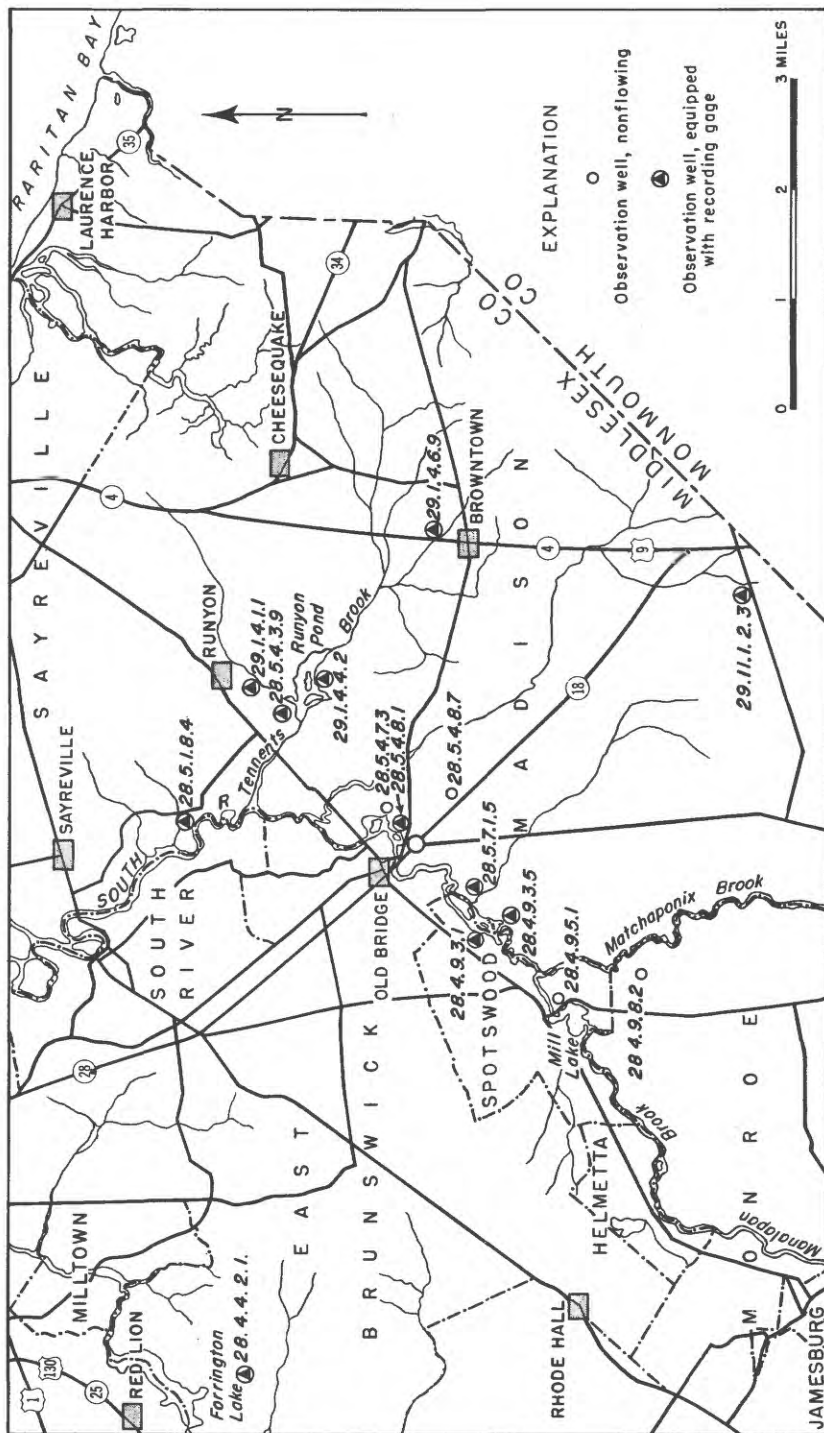 RARITAN BAY
35
LAURENCE
HARBOR
N
EXPLANATION
Observation well, nonflowing
Observation well, equipped
with recording gage
0 1 2 3 MILES
MIDDLESEX CO
MONMOUTH CO
34
CHEESEQUAKE
SAYREVILLE
4
29.1.4.6.9
BROWNTOWN
4
9
RUNYON
29.1.4.1.1
28.5.4.3.9
Runyon
Pond
29.1.4.4.2
Tennents Brook
MADISON
18
29.11.1.2.3
SAYREVILLE
28.5.1.8.4
R
28.5.4.7.3
28.5.4.8.1
28.5.4.8.7
SOUTH
SOUTH
RIVER
OLD BRIDGE
28.5.7.1.5
28.4.9.3.5
28.4.9.3.1
SPOTSWOOD
28.4.9.5.1
28 4.9.8.2
Matchaponix
Brook
Mill
Lake
28
EAST
BRUNSWICK
HELMETTA
MONROE
Manalapan Brook
MILLTOWN
1
130
25
RED LION
Farrington
Lake
28.4.4.2.1.
RHODE HALL
JAMESBURG